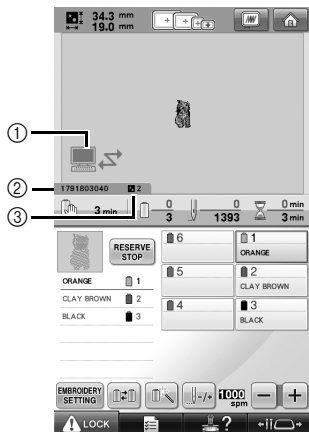 34.3 mm
19.0 mm
1
2
1791803040 2
3
3 min 0 3 0 1393 0 min 3 min
RESERVE STOP
ORANGE 1
CLAY BROWN 2
BLACK 3
6
1 ORANGE
5
2 CLAY BROWN
4
3 BLACK
EMBROIDERY SETTING
-/+ 1000 spm - +
LOCK
?